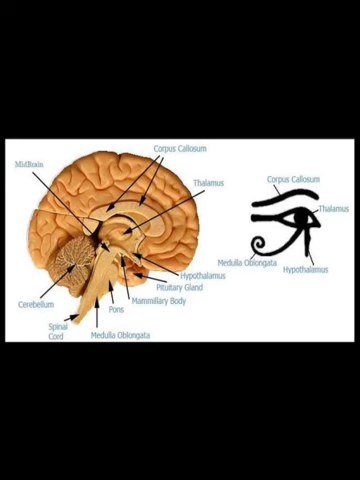 Corpus Callosum
MidBrain
Thalamus
Hypothalamus
Pituitary Gland
Mammillary Body
Pons
Cerebellum
Spinal
Cord
Medulla Oblongata
Corpus Callosum
Thalamus
Medulla Oblongata
Hypothalamus